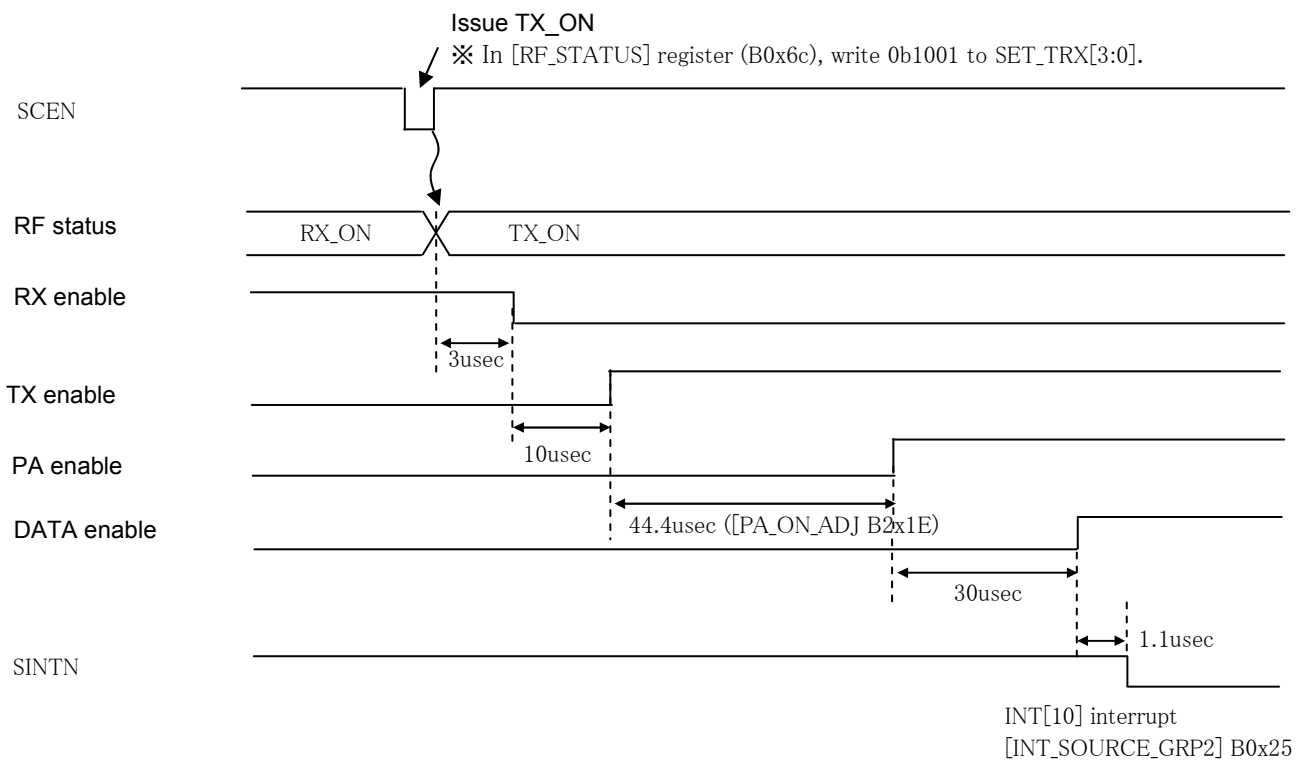 Issue TX_ON
※ In [RF_STATUS] register (B0x6c), write 0b1001 to SET_TRX[3:0].
SCEN
RF status
RX_ON
TX_ON
RX enable
3usec
TX enable
10usec
PA enable
44.4usec ([PA_ON_ADJ B2x1E)
DATA enable
30usec
1.1usec
SINTN
INT[10] interrupt
[INT_SOURCE_GRP2] B0x25